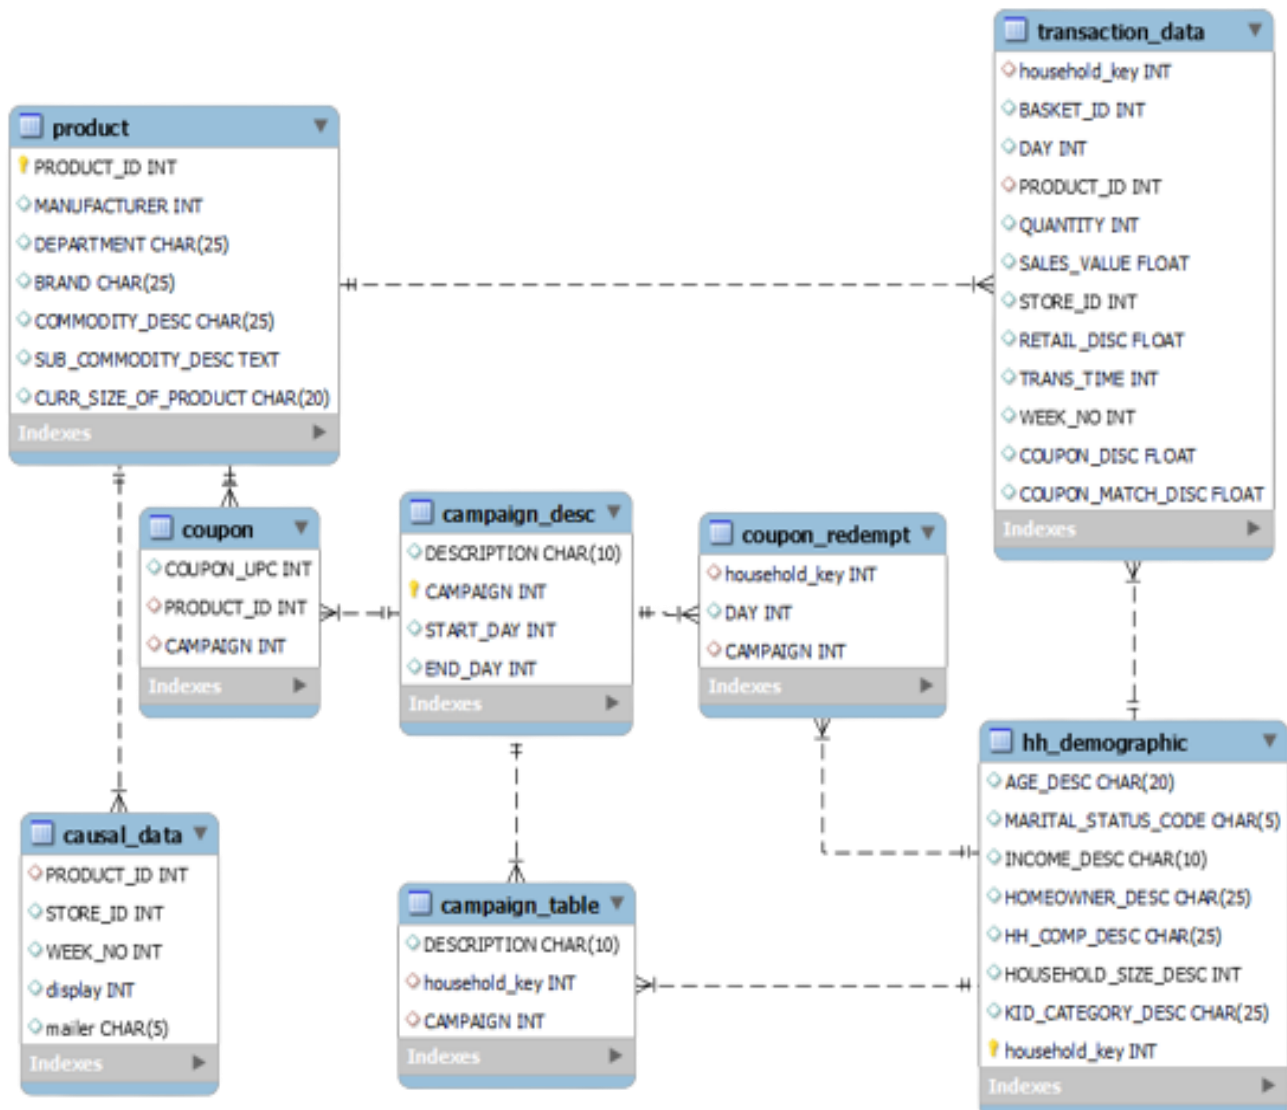 transaction_data
household_key INT
BASKET_ID INT
DAY INT
PRODUCT_ID INT
QUANTITY INT
SALES_VALUE FLOAT
STORE_ID INT
RETAIL_DISC FLOAT
TRANS_TIME INT
WEEK_NO INT
COUPON_DISC FLOAT
COUPON_MATCH_DISC FLOAT
Indexes
product
PRODUCT_ID INT
MANUFACTURER INT
DEPARTMENT CHAR(25)
BRAND CHAR(25)
COMMODITY_DESC CHAR(25)
SUB_COMMODITY_DESC TEXT
CURR_SIZE_OF_PRODUCT CHAR(20)
Indexes
coupon
COUPON_UPC INT
PRODUCT_ID INT
CAMPAIGN INT
Indexes
campaign_desc
DESCRIPTION CHAR(10)
CAMPAIGN INT
START_DAY INT
END_DAY INT
Indexes
coupon_redempt
household_key INT
DAY INT
CAMPAIGN INT
Indexes
hh_demographic
AGE_DESC CHAR(20)
MARITAL_STATUS_CODE CHAR(5)
INCOME_DESC CHAR(10)
HOMEOWNER_DESC CHAR(25)
HH_COMP_DESC CHAR(25)
HOUSEHOLD_SIZE_DESC INT
KID_CATEGORY_DESC CHAR(25)
household_key INT
Indexes
causal_data
PRODUCT_ID INT
STORE_ID INT
WEEK_NO INT
display INT
mailer CHAR(5)
Indexes
campaign_table
DESCRIPTION CHAR(10)
household_key INT
CAMPAIGN INT
Indexes